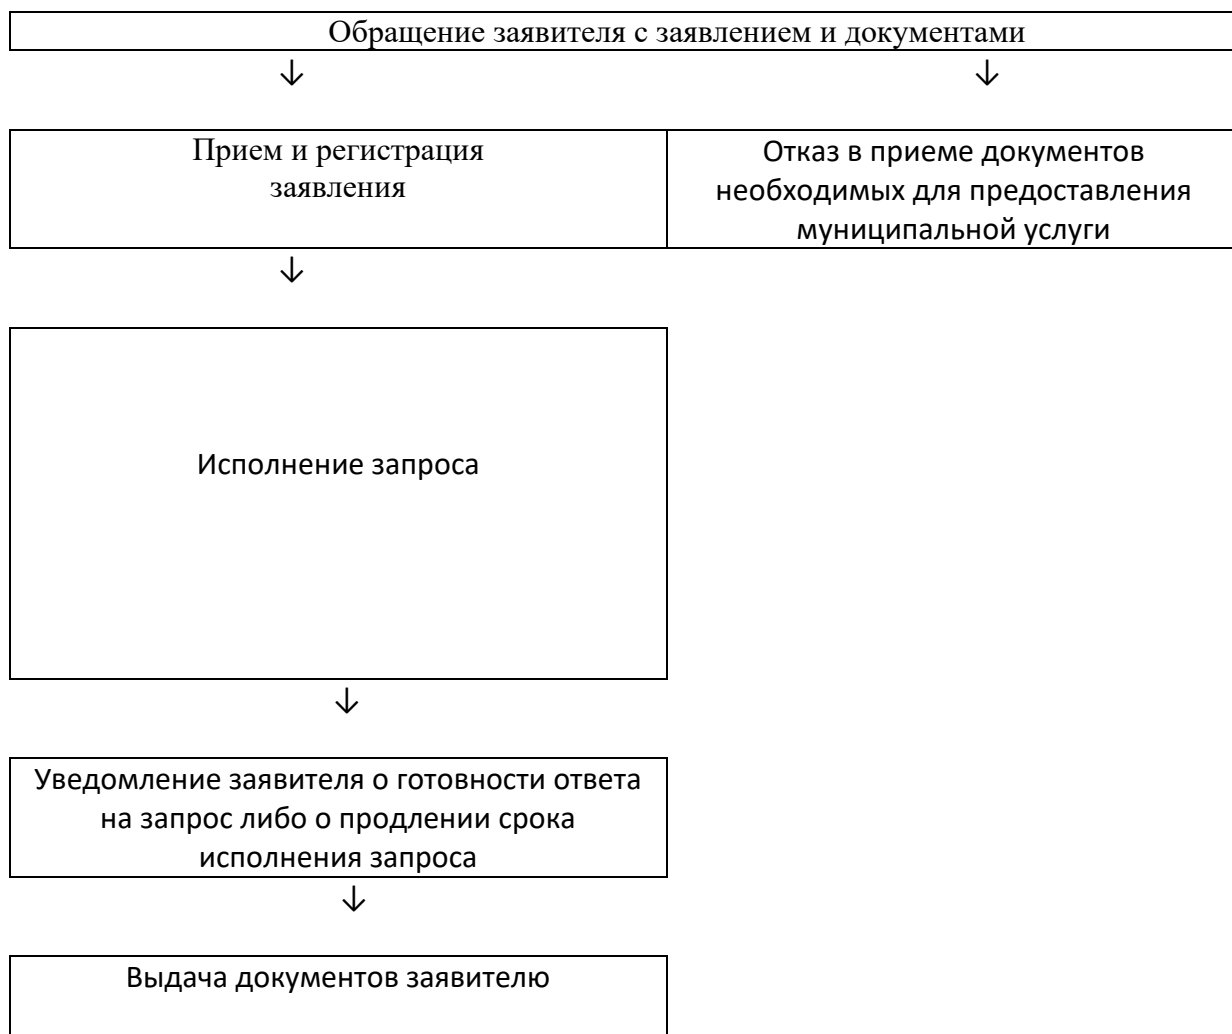 Обращение заявителя с заявлением и документами
↓ ↓
Прием и регистрация
заявления
Отказ в приеме документов
необходимых для предоставления
муниципальной услуги
↓
Исполнение запроса
↓
Уведомление заявителя о готовности ответа
на запрос либо о продлении срока
исполнения запроса
↓
Выдача документов заявителю